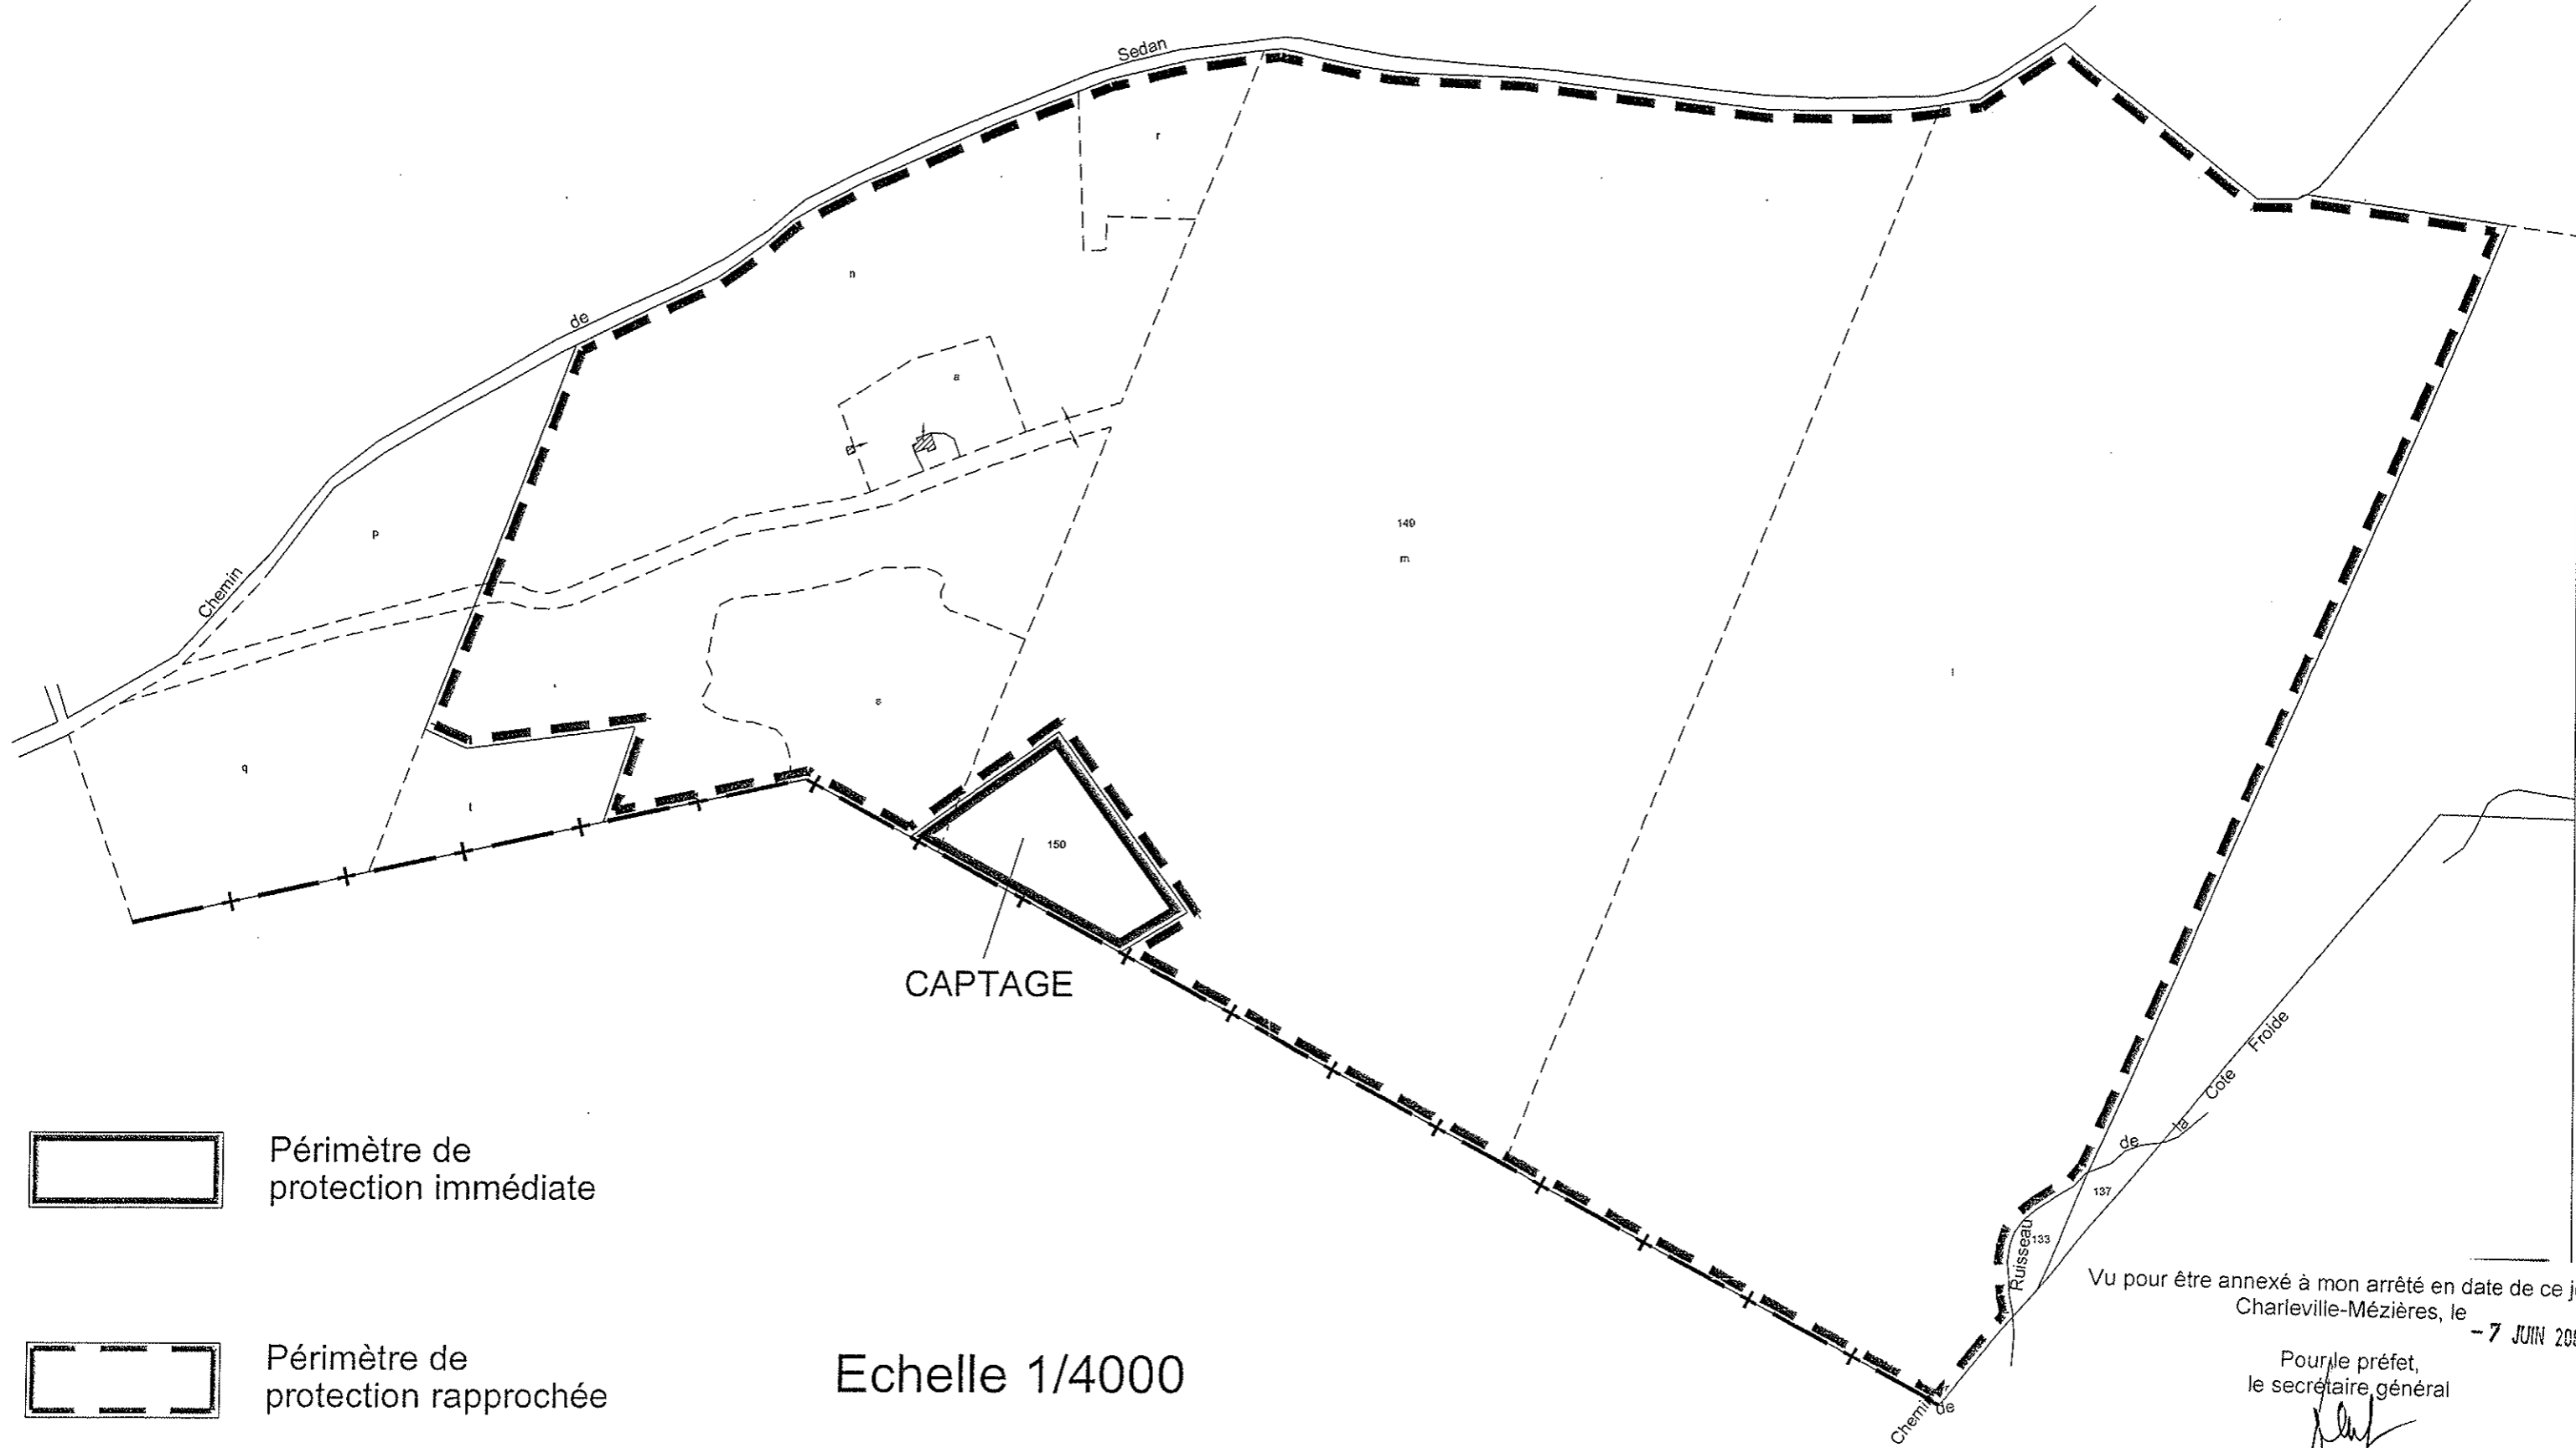 Sedan
de
Chemin
r
n
a
p
149
m
l
s
q
t
150
CAPTAGE
Froide
Cote
la
de
137
133
Ruisseau
Chemin
de
Périmètre de
protection immédiate
Périmètre de
protection rapprochée
Echelle 1/4000
Vu pour être annexé à mon arrêté en date de ce
Charleville-Mézières, le
-7 JUIN
Pour le préfet,
le secrétaire général